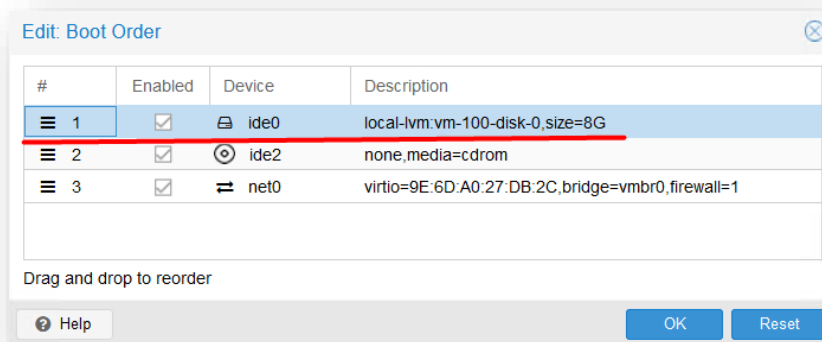 Edit: Boot Order
# Enabled Device Description
1 ide0 local-lvm:vm-100-disk-0,size=8G
2 ide2 none,media=cdrom
3 net0 virtio=9E:6D:A0:27:DB:2C,bridge=vmbr0,firewall=1
Drag and drop to reorder
Help OK Reset